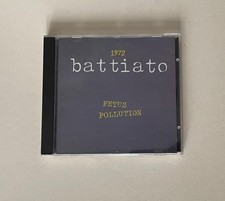 1972
battiato
FETUS
POLLUTION